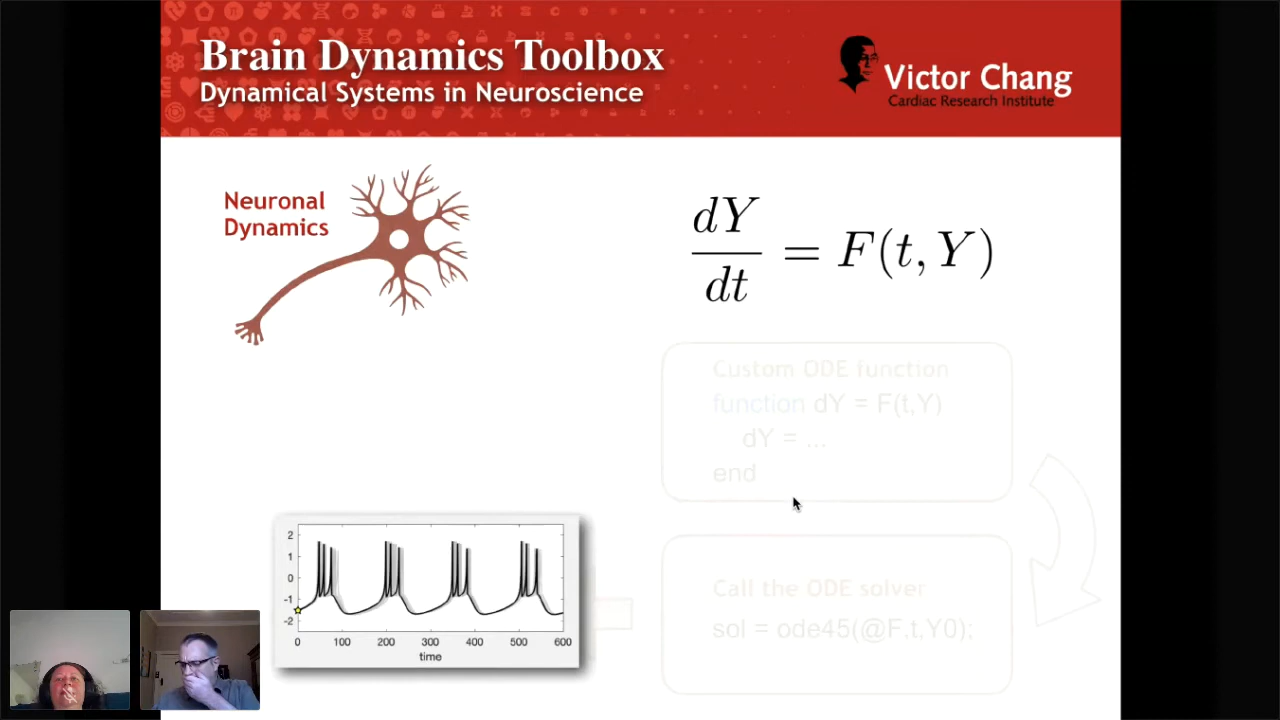 Brain Dynamics Toolbox
Dynamical Systems in Neuroscience
Victor Chang
Cardiac Research Institute
Neuronal
Dynamics
dY
dt
= F(t, Y)
Custom ODE function
function dY = F(t,Y)
dY = ...
end
Call the ODE solver
sol = ode45(@F.t,Y0);
2
1
0
-1
-2
0 100 200 300 400 500 600
time